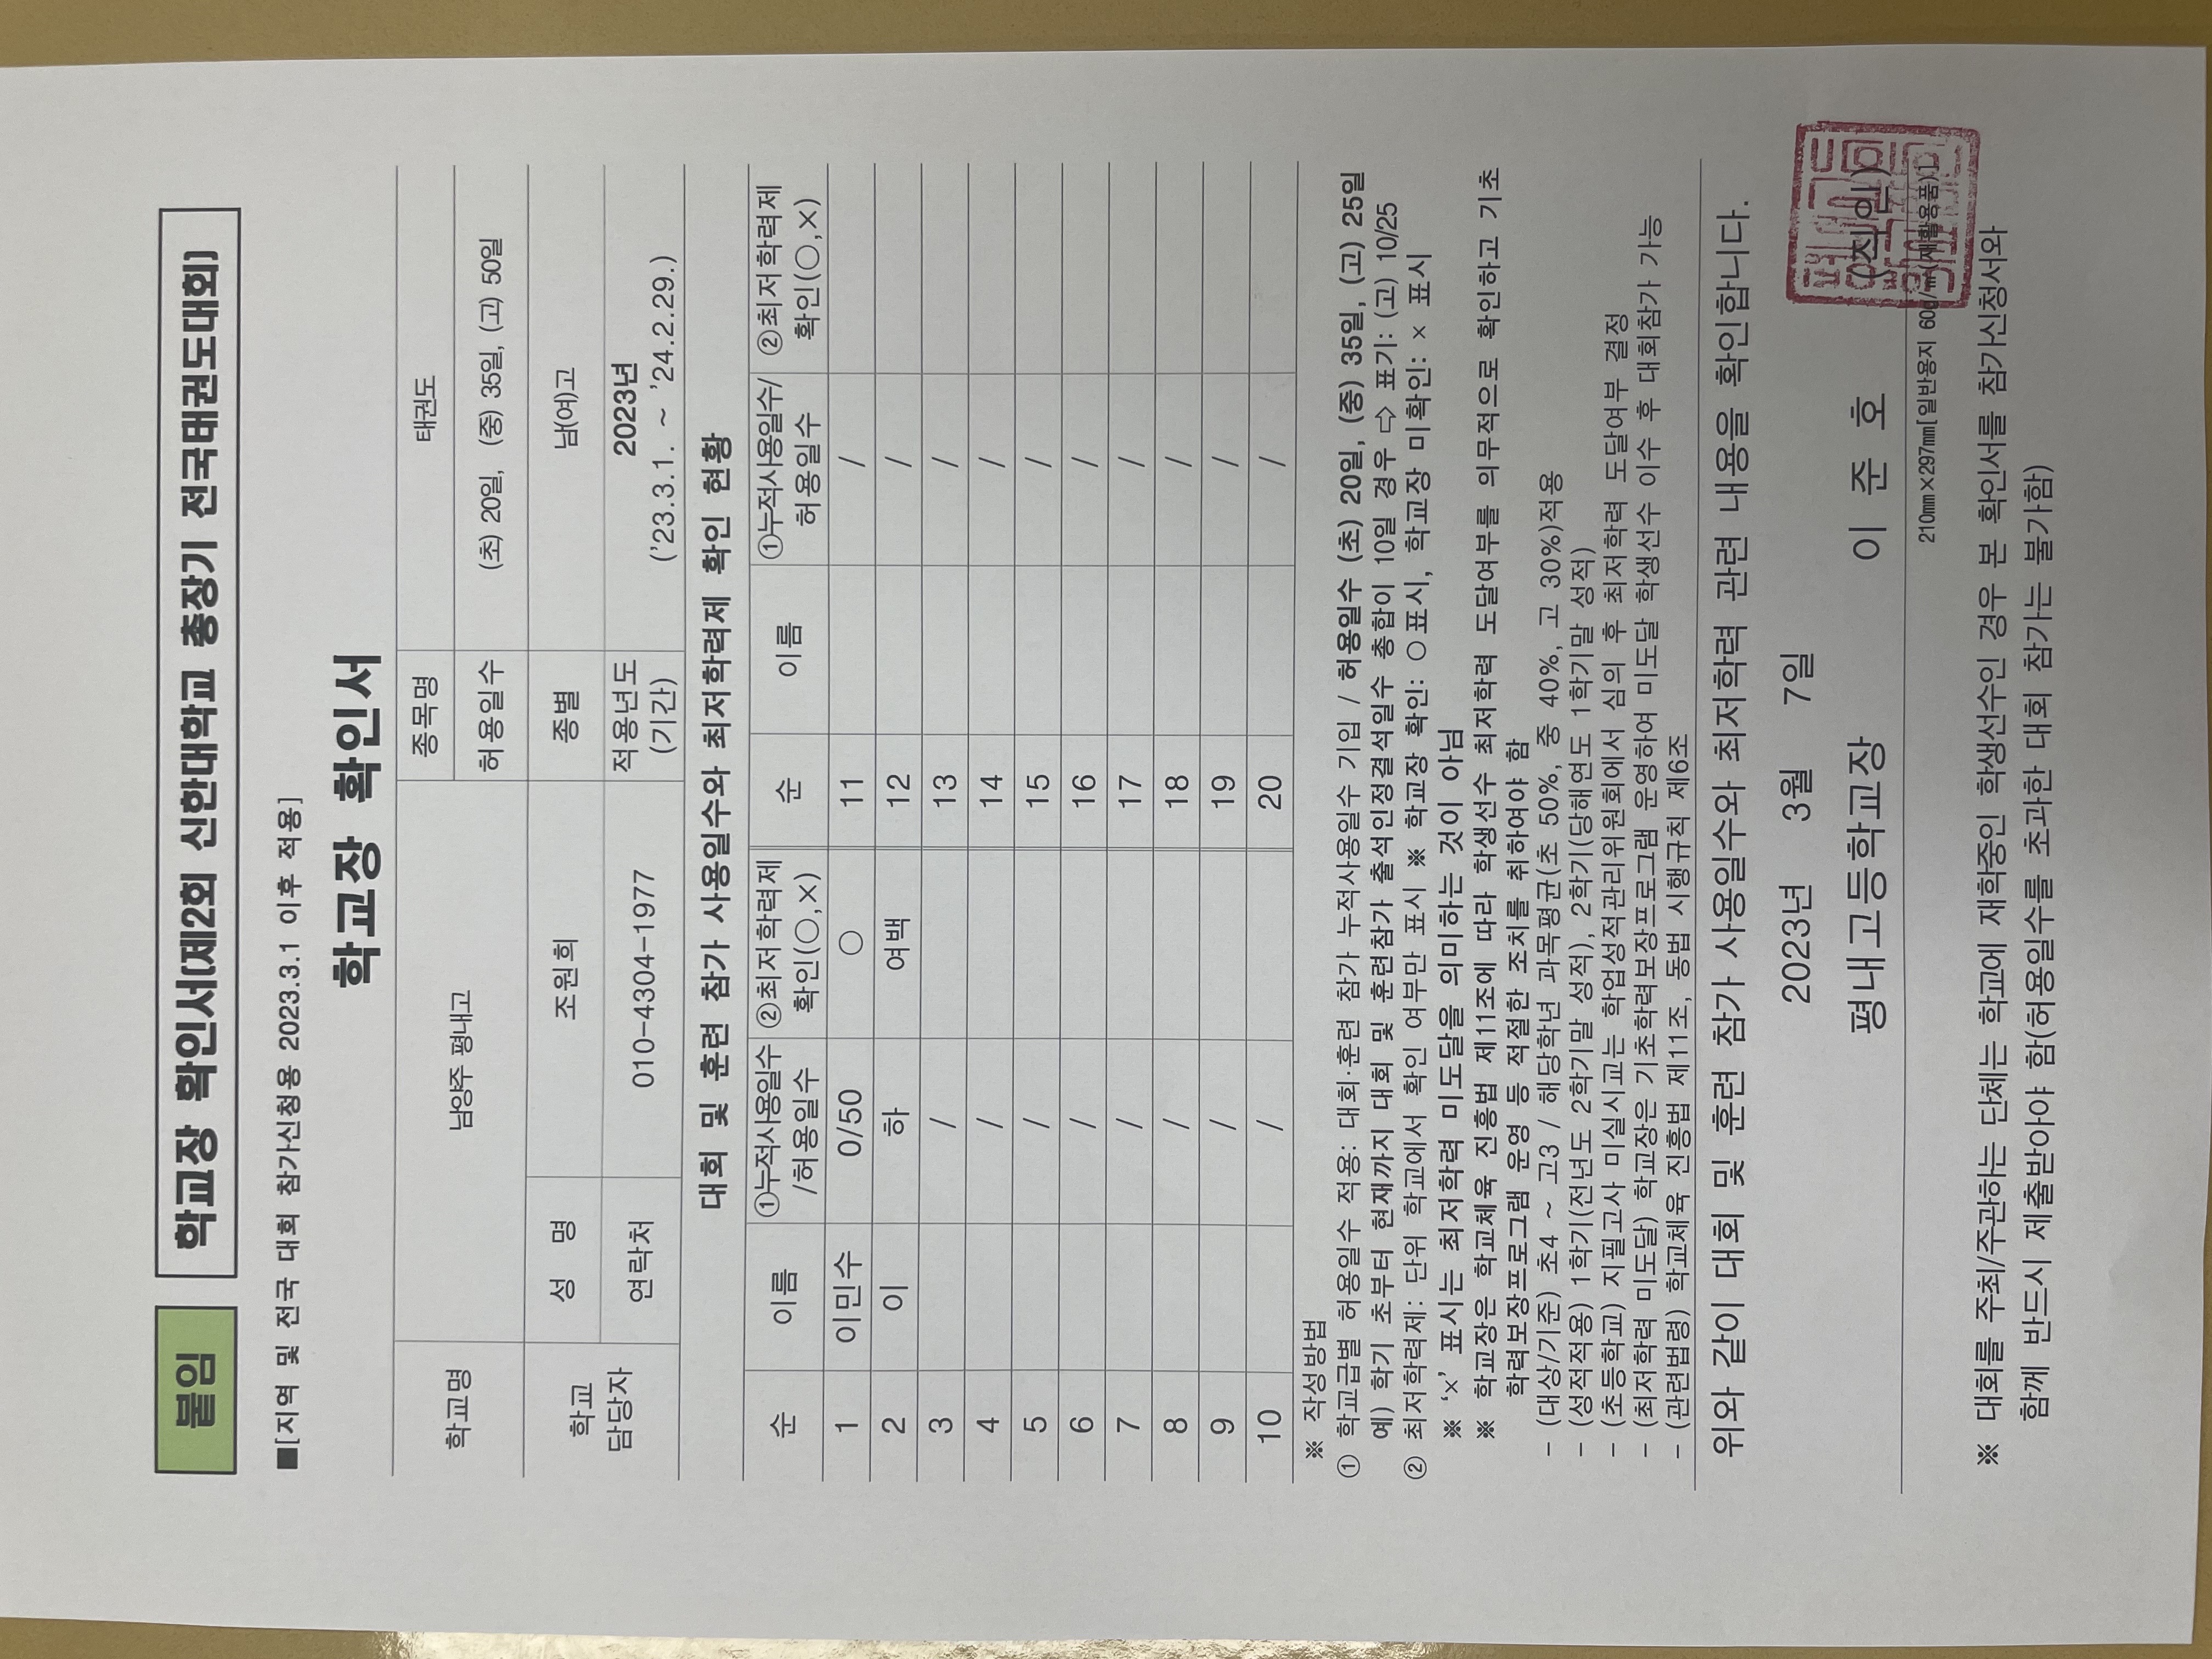 붙임
학교장 확인서(제2회 신한대학교 총장기 전국태권도대회)
■[지역 및 전국 대회 참가신청용 2023.3.1 이후 적용]
학교장 확인서
학교명 남양주 평내고 종목명 태권도
허용일수 (초) 20일, (중) 35일, (고) 50일
학교 담당자 성 명 조원희 종별 남(여)고
연락처 010-4304-1977 적용년도 (기간) 2023년
('23.3.1. ~ '24.2.29.)
대회 및 훈련 참가 사용일수와 최저학력제 확인 현황
순 이름 ①누적사용일수 /허용일수 ②최저학력제 확인(○,×) 순 이름 ①누적사용일수/ 허용일수 ②최저학력제 확인(○,×)
1 이민수 0/50 ○ 11 /
2 이 하 여백 12 /
3 / 13 /
4 / 14 /
5 / 15 /
6 / 16 /
7 / 17 /
8 / 18 /
9 / 19 /
10 / 20 /
※ 작성방법
① 학교급별 허용일수 적용: 대회·훈련 참가 누적사용일수 기입 / 허용일수 (초) 20일, (중) 35일, (고) 25일
예) 학기 초부터 현재까지 대회 및 훈련참가 출석인정결석일수 총합이 10일 경우 ⇨ 표기: (고) 10/25
② 최저학력제: 단위 학교에서 확인 여부만 표시 ※ 학교장 확인: ○표시, 학교장 미확인: × 표시
※ '×' 표시는 최저학력 미도달을 의미하는 것이 아님
※ 학교장은 학교체육 진흥법 제11조에 따라 학생선수 최저학력 도달여부를 의무적으로 확인하고 기초
학력보장프로그램 운영 등 적절한 조치를 취하여야 함
- (대상/기준) 초4 ~ 고3 / 해당학년 과목평균(초 50%, 중 40%, 고 30%)적용
- (성적적용) 1학기(전년도 2학기말 성적), 2학기(당해연도 1학기말 성적)
- (초등학교) 지필고사 미실시교는 학업성적관리위원회에서 심의 후 최저학력 도달여부 결정
- (최저학력 미도달) 학교장은 기초학력보장프로그램 운영하여 미도달 학생선수 이수 후 대회참가 가능
- (관련법령) 학교체육 진흥법 제11조, 동법 시행규칙 제6조
위와 같이 대회 및 훈련 참가 사용일수와 최저학력 관련 내용을 확인합니다.
2023년 3월 7일
평내고등학교장 이 준 호 (직인)
210㎜×297㎜[일반용지 60g/㎡(재활용품)]
※ 대회를 주최/주관하는 단체는 학교에 재학중인 학생선수인 경우 본 확인서를 참가신청서와
함께 반드시 제출받아야 함(허용일수를 초과한 대회 참가는 불가함)